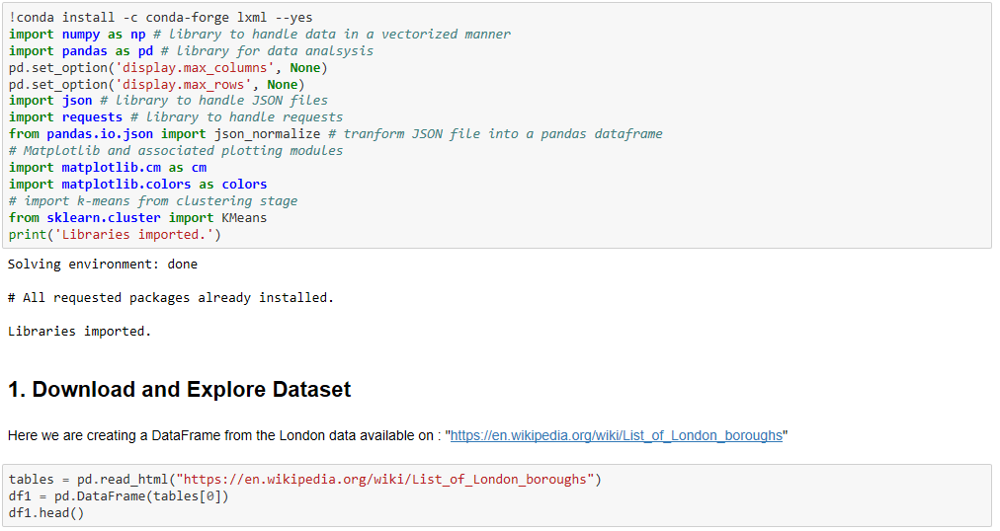 !conda install -c conda-forge lxml --yes
import numpy as np # library to handle data in a vectorized manner
import pandas as pd # library for data analsysis
pd.set_option('display.max_columns', None)
pd.set_option('display.max_rows', None)
import json # library to handle JSON files
import requests # library to handle requests
from pandas.io.json import json_normalize # tranform JSON file into a pandas dataframe
# Matplotlib and associated plotting modules
import matplotlib.cm as cm
import matplotlib.colors as colors
# import k-means from clustering stage
from sklearn.cluster import KMeans
print('Libraries imported.')
Solving environment: done
# All requested packages already installed.
Libraries imported.
1. Download and Explore Dataset
Here we are creating a DataFrame from the London data available on : "https://en.wikipedia.org/wiki/List_of_London_boroughs"
tables = pd.read_html("https://en.wikipedia.org/wiki/List_of_London_boroughs")
df1 = pd.DataFrame(tables[0])
df1.head()